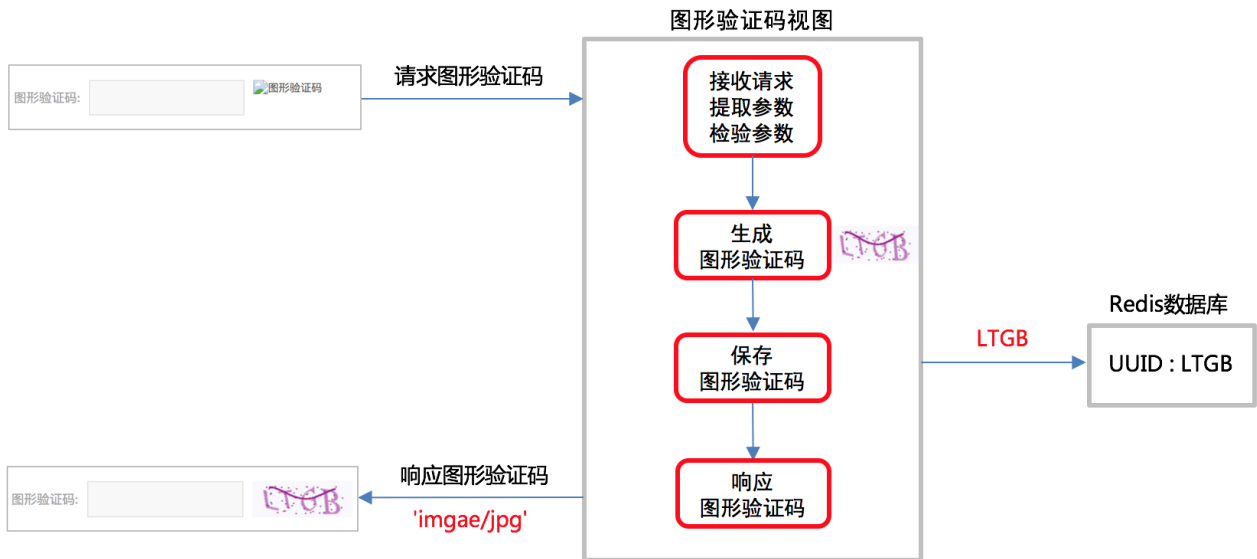 图形验证码视图
图形验证码:
图形验证码
请求图形验证码
接收请求
提取参数
检验参数
生成
图形验证码
LTGB
保存
图形验证码
LTGB
Redis数据库
UUID : LTGB
响应
图形验证码
响应图形验证码
'imgae/jpg'
图形验证码:
LTGB